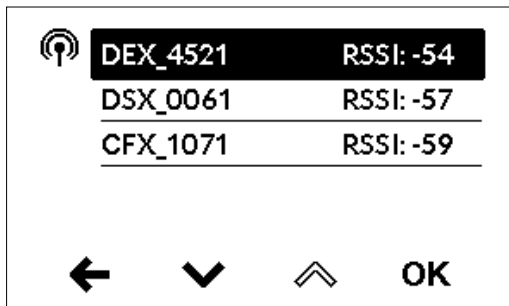 DEX_4521 RSSI: -54
DSX_0061 RSSI: -57
CFX_1071 RSSI: -59
OK